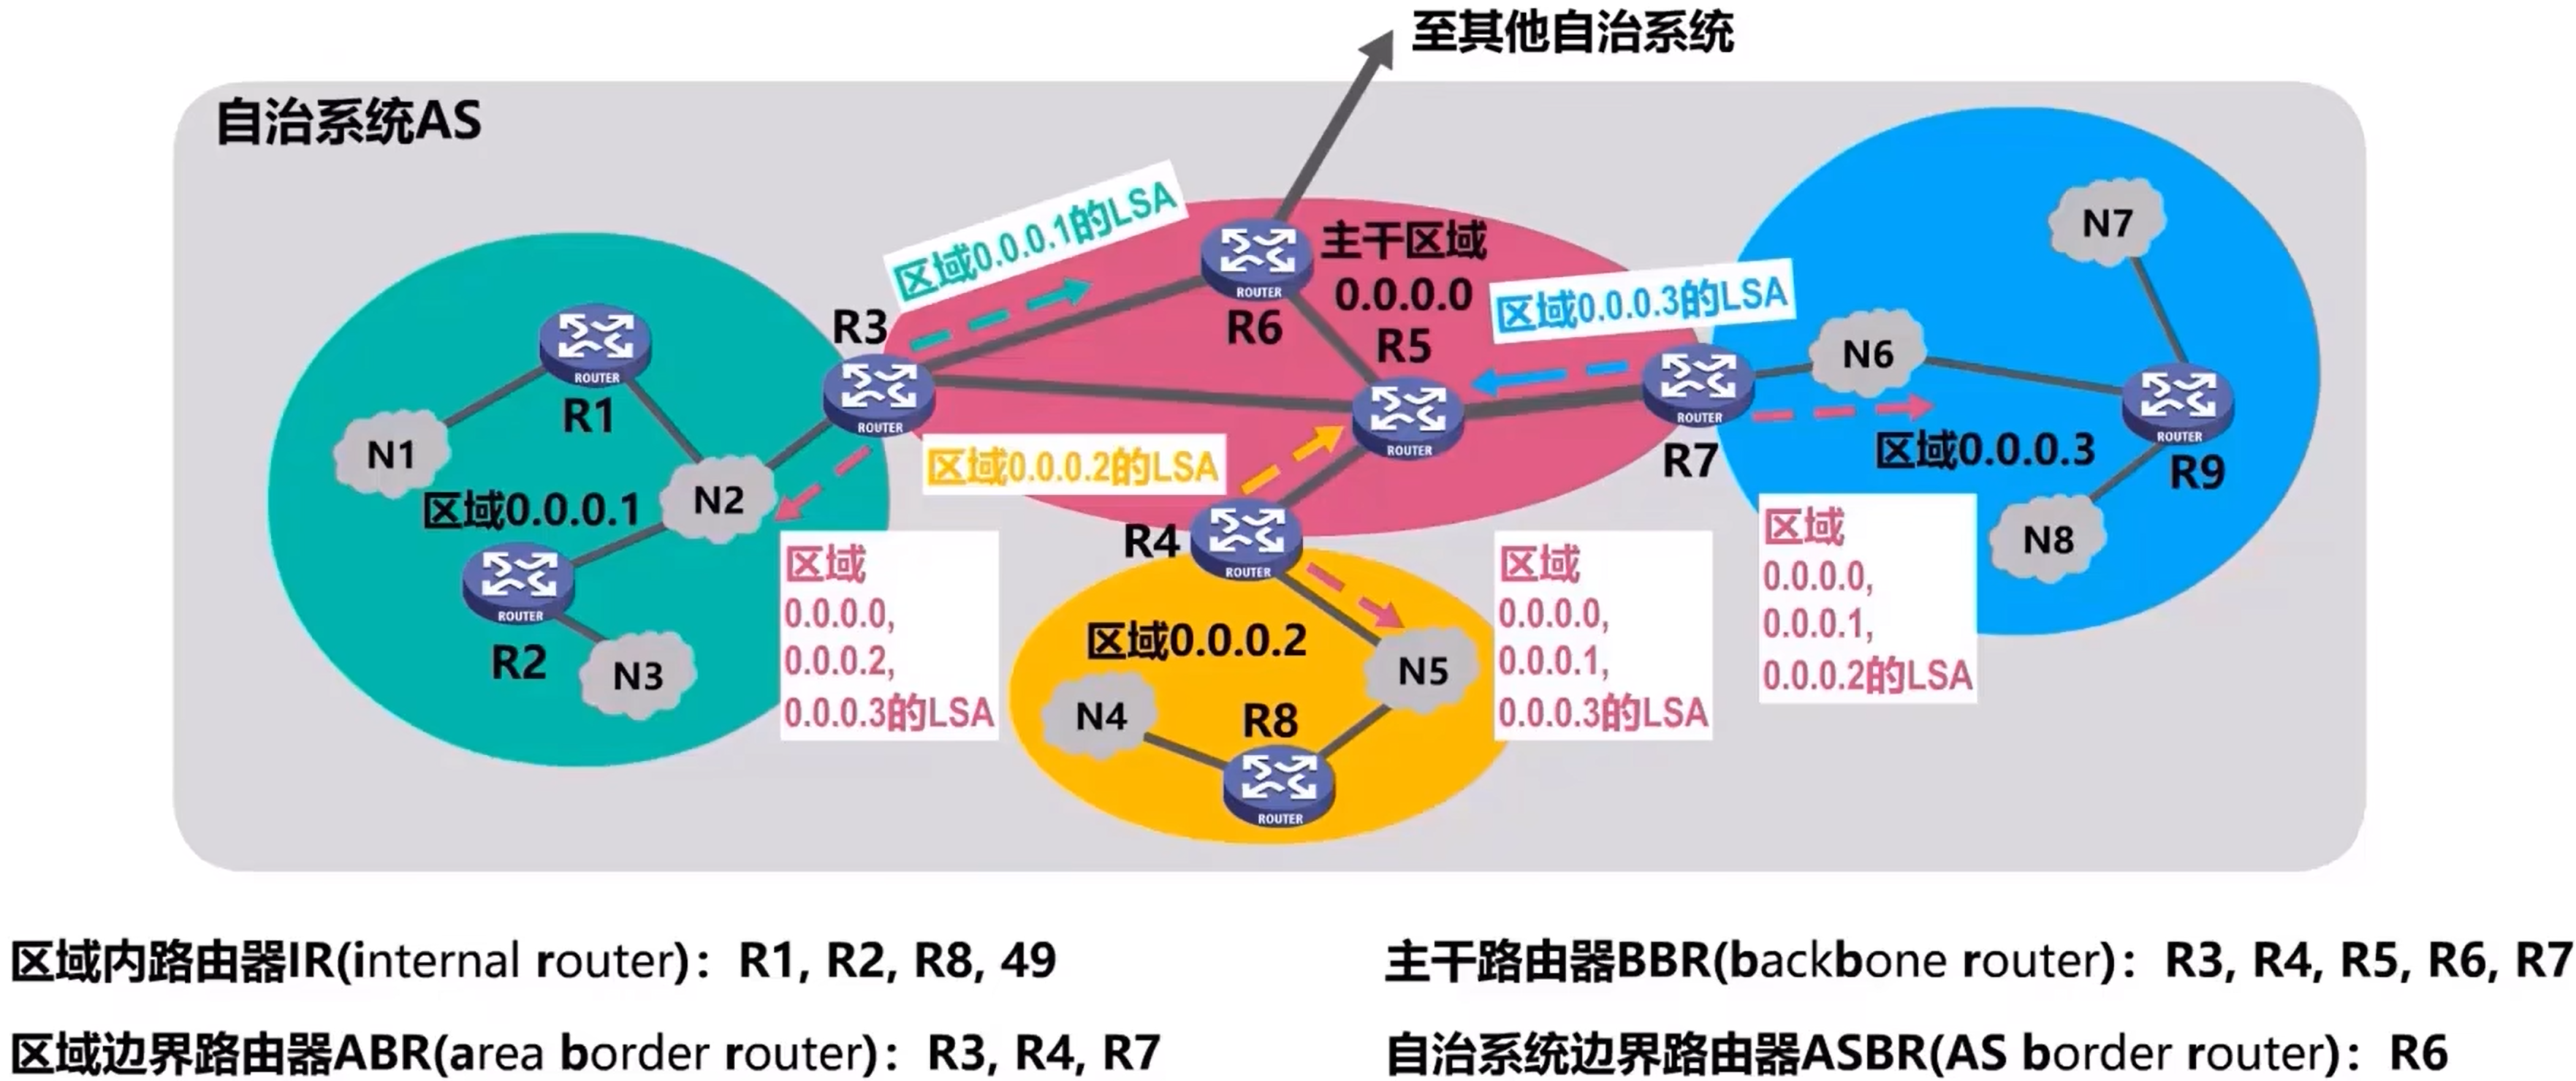 至其他自治系统
自治系统AS
区域0.0.0.1的LSA
主干区域
0.0.0.0
ROUTER
R6
R5
区域0.0.0.3的LSA
N7
R3
ROUTER
R1
ROUTER
N1
N2
区域0.0.0.1
ROUTER
R2
N3
区域0.0.0.2的LSA
ROUTER
ROUTER
R7
N6
区域0.0.0.3
ROUTER
R9
N8
R4
ROUTER
区域
0.0.0.0,
0.0.0.2,
0.0.0.3的LSA
区域0.0.0.2
N4
N5
R8
ROUTER
区域
0.0.0.0,
0.0.0.1,
0.0.0.3的LSA
区域
0.0.0.0,
0.0.0.1,
0.0.0.2的LSA
区域内路由器IR(internal router)：R1, R2, R8, 49
主干路由器BBR(backbone router)：R3, R4, R5, R6, R7
区域边界路由器ABR(area border router)：R3, R4, R7
自治系统边界路由器ASBR(AS border router)：R6